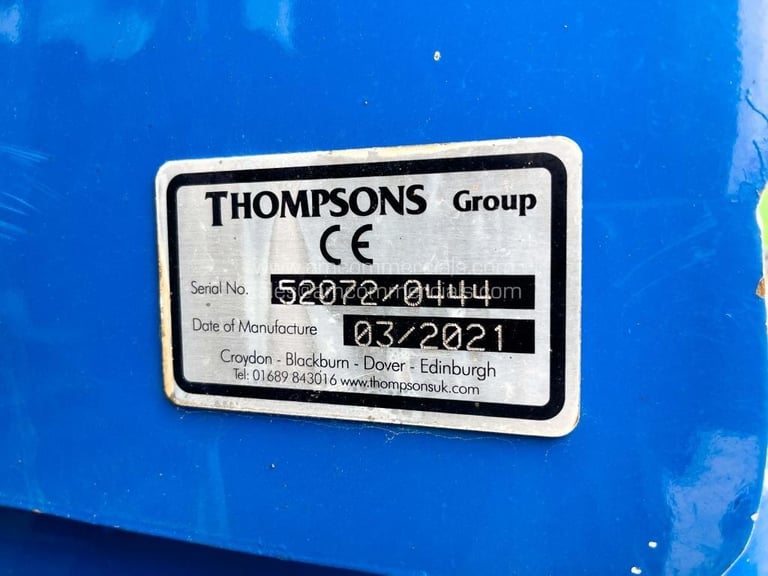 THOMPSONS Group
CE
Serial No. 52072/0444
Date of Manufacture 03/2021
Croydon - Blackburn - Dover - Edinburgh
Tel: 01689 843016 www.thompsonsuk.com